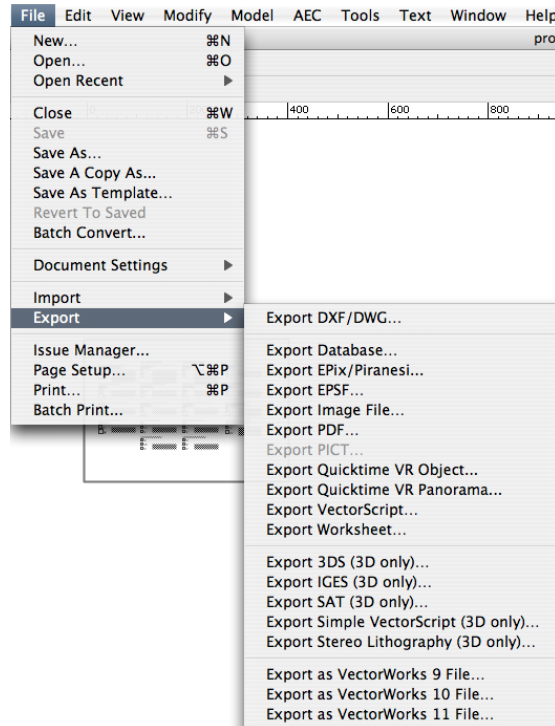 File Edit View Modify Model AEC Tools Text Window Help
pro
New... ⌘N
Open... ⌘O
Open Recent
Close ⌘W
Save ⌘S
Save As...
Save A Copy As...
Save As Template...
Revert To Saved
Batch Convert...
Document Settings
Import
Export
Issue Manager...
Page Setup... ⌥⌘P
Print... ⌘P
Batch Print...
400 600 800
Export DXF/DWG...
Export Database...
Export EPix/Piranesi...
Export EPSF...
Export Image File...
Export PDF...
Export PICT...
Export Quicktime VR Object...
Export Quicktime VR Panorama...
Export VectorScript...
Export Worksheet...
Export 3DS (3D only)...
Export IGES (3D only)...
Export SAT (3D only)...
Export Simple VectorScript (3D only)...
Export Stereo Lithography (3D only)...
Export as VectorWorks 9 File...
Export as VectorWorks 10 File...
Export as VectorWorks 11 File...